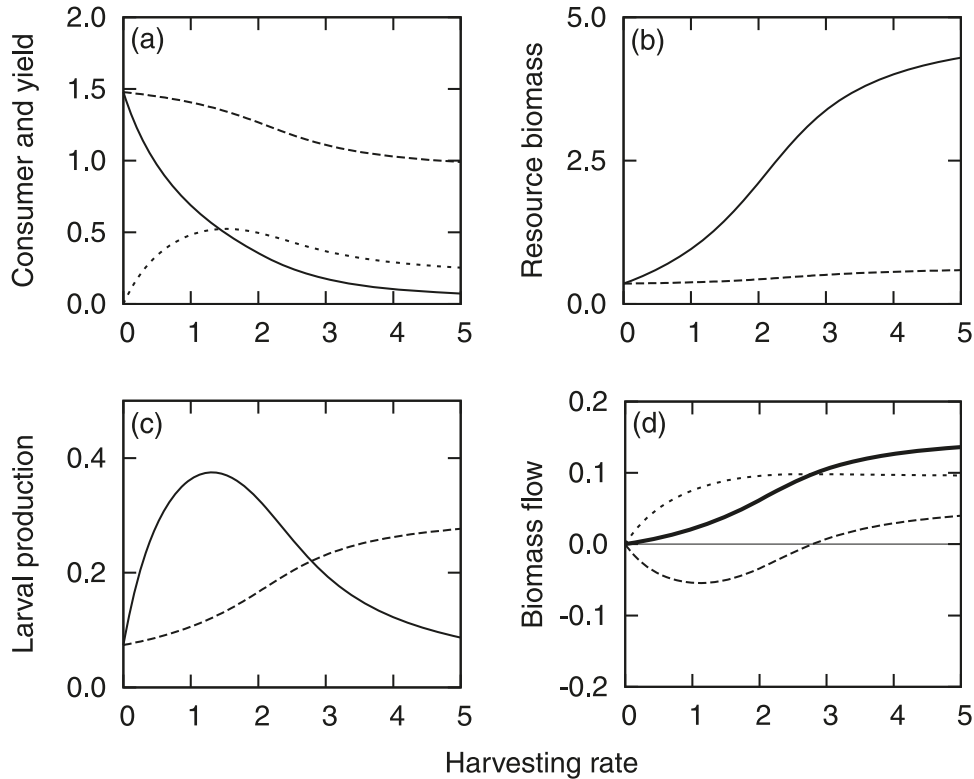 (a)
Consumer and yield
2.0
1.5
1.0
0.5
0.0
0 1 2 3 4 5
(b)
Resource biomass
5.0
2.5
0.0
0 1 2 3 4 5
(c)
Larval production
0.4
0.2
0.0
0 1 2 3 4 5
(d)
Biomass flow
0.2
0.1
0.0
-0.1
-0.2
0 1 2 3 4 5
Harvesting rate